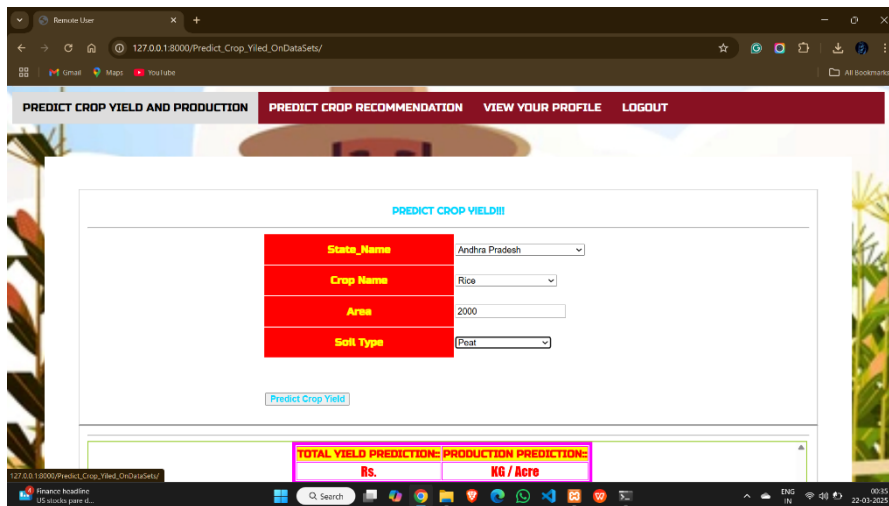 Remote User
127.0.0.1:8000/Predict_Crop_Yiled_OnDataSets/
Gmail Maps YouTube All Bookmarks
PREDICT CROP YIELD AND PRODUCTION PREDICT CROP RECOMMENDATION VIEW YOUR PROFILE LOGOUT
PREDICT CROP YIELD!!!
State_Name Andhra Pradesh
Crop Name Rice
Area 2000
Soil Type Peat
Predict Crop Yield
TOTAL YIELD PREDICTION:: PRODUCTION PREDICTION::
Rs. KG / Acre
127.0.0.1:8000/Predict_Crop_Yiled_OnDataSets/
Finance headline Search ENG 00:35
US stocks pare d... IN 22-03-2025